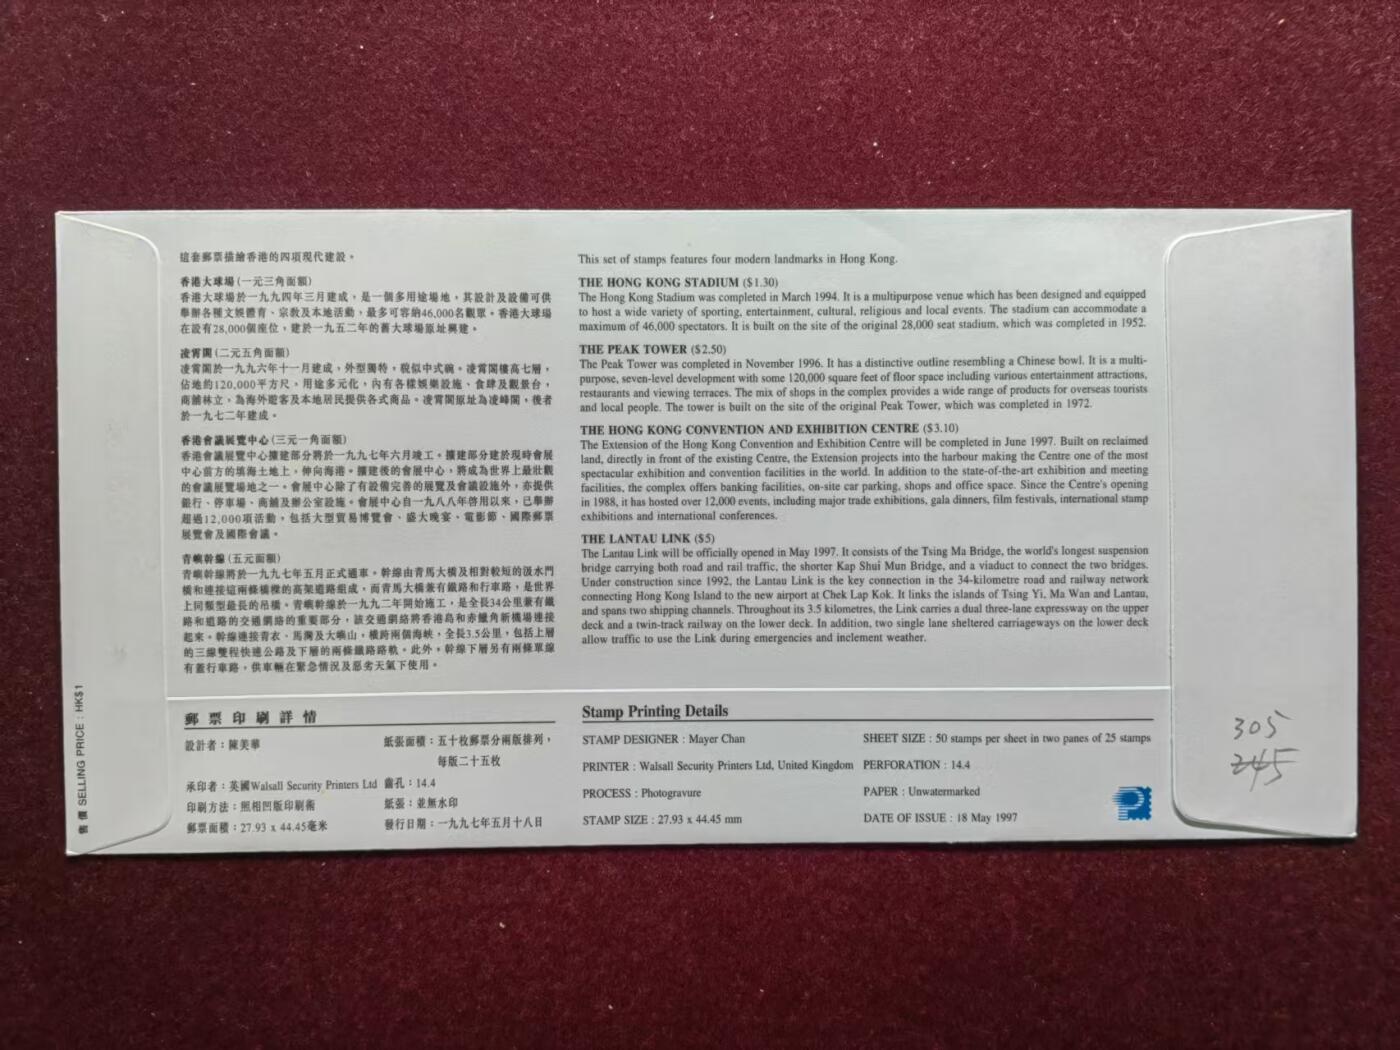 這套郵票描繪香港的四項現代建設。
香港大球場(一元三角面額)
香港大球場於一九九四年三月建成，是一個多用途場地，其設計及設備可供
舉辦各種文娛體育、宗教及本地活動，最多可容納46,000名觀眾。香港大球場
在設有28,000個座位，建於一九五二年的舊大球場原址興建。
凌霄閣(二元五角面額)
凌霄閣於一九九六年十一月建成，外型獨特，貌似中式碗。凌霄閣樓高七層，
佔地約120,000平方尺，用途多元化，內有各樣娛樂設施、食肆及觀景台，
商舖林立，為海外遊客及本地居民提供各式商品。凌霄閣原址為凌峰閣，後者
於一九七二年建成。
香港會議展覽中心(三元一角面額)
香港會議展覽中心擴建部分將於一九九七年六月竣工。擴建部分建於現時會展
中心前方的填海土地上，伸向海港。擴建後的會展中心，將成為世界上最壯觀
的會議展覽場地之一。會展中心除了有設備完善的展覽及會議設施外，亦提供
銀行、停車場、商舖及辦公室設施。會展中心自一九八八年啓用以來，已舉辦
超過12,000項活動，包括大型貿易博覽會、盛大晚宴、電影節、國際郵票
展覽會及國際會議。
青嶼幹線(五元面額)
青嶼幹線將於一九九七年五月正式通車。幹線由青馬大橋及相對較短的汲水門
橋和連接這兩條橋樑的高架道路組成，而青馬大橋兼有鐵路和行車路，是世界
上同類型最長的吊橋。青嶼幹線於一九九二年開始施工，是全長34公里兼有鐵
路和道路的交通網絡的重要部分，該交通網絡將香港島和赤鱲角新機場連接
起來。幹線連接青衣、馬灣及大嶼山，橫跨兩個海峽，全長3.5公里，包括上層
的三線雙程快速公路及下層的兩條鐵路路軌。此外，幹線下層另有兩條單線
有蓋行車路，供車輛在緊急情況及惡劣天氣下使用。
This set of stamps features four modern landmarks in Hong Kong.
THE HONG KONG STADIUM ($1.30)
The Hong Kong Stadium was completed in March 1994. It is a multipurpose venue which has been designed and equipped
to host a wide variety of sporting, entertainment, cultural, religious and local events. The stadium can accommodate a
maximum of 46,000 spectators. It is built on the site of the original 28,000 seat stadium, which was completed in 1952.
THE PEAK TOWER ($2.50)
The Peak Tower was completed in November 1996. It has a distinctive outline resembling a Chinese bowl. It is a multi-
purpose, seven-level development with some 120,000 square feet of floor space including various entertainment attractions,
restaurants and viewing terraces. The mix of shops in the complex provides a wide range of products for overseas tourists
and local people. The tower is built on the site of the original Peak Tower, which was completed in 1972.
THE HONG KONG CONVENTION AND EXHIBITION CENTRE ($3.10)
The Extension of the Hong Kong Convention and Exhibition Centre will be completed in June 1997. Built on reclaimed
land, directly in front of the existing Centre, the Extension projects into the harbour making the Centre one of the most
spectacular exhibition and convention facilities in the world. In addition to the state-of-the-art exhibition and meeting
facilities, the complex offers banking facilities, on-site car parking, shops and office space. Since the Centre's opening
in 1988, it has hosted over 12,000 events, including major trade exhibitions, gala dinners, film festivals, international stamp
exhibitions and international conferences.
THE LANTAU LINK ($5)
The Lantau Link will be officially opened in May 1997. It consists of the Tsing Ma Bridge, the world's longest suspension
bridge carrying both road and rail traffic, the shorter Kap Shui Mun Bridge, and a viaduct to connect the two bridges.
Under construction since 1992, the Lantau Link is the key connection in the 34-kilometre road and railway network
connecting Hong Kong Island to the new airport at Chek Lap Kok. It links the islands of Tsing Yi, Ma Wan and Lantau,
and spans two shipping channels. Throughout its 3.5 kilometres, the Link carries a dual three-lane expressway on the upper
deck and a twin-track railway on the lower deck. In addition, two single lane sheltered carriageways on the lower deck
allow traffic to use the Link during emergencies and inclement weather.
售價 SELLING PRICE : HK$1
郵票印刷詳情
設計者：陳美華
承印者：英國Walsall Security Printers Ltd
印刷方法：照相凹版印刷術
郵票面積：27.93 x 44.45毫米
紙張面積：五十枚郵票分兩版排列，
每版二十五枚
齒孔：14.4
紙張：並無水印
發行日期：一九九七年五月十八日
Stamp Printing Details
STAMP DESIGNER : Mayer Chan
PRINTER : Walsall Security Printers Ltd, United Kingdom
PROCESS : Photogravure
STAMP SIZE : 27.93 x 44.45 mm
SHEET SIZE : 50 stamps per sheet in two panes of 25 stamps
PERFORATION : 14.4
PAPER : Unwatermarked
DATE OF ISSUE : 18 May 1997
305
245